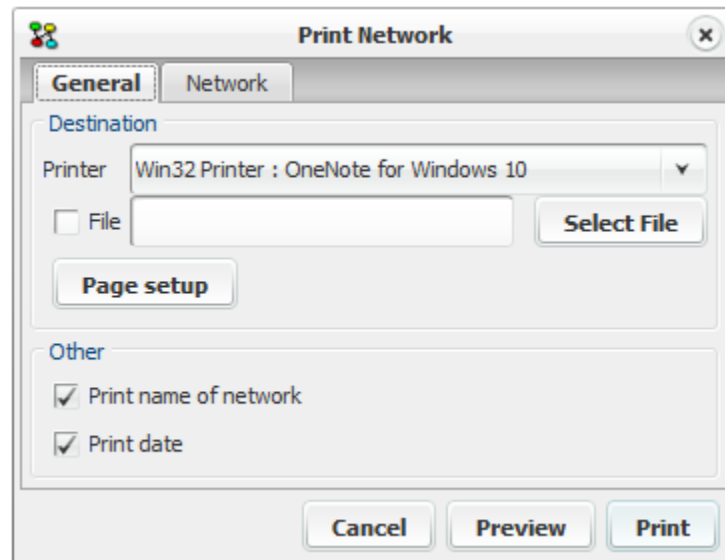 Print Network
General Network
Destination
Printer Win32 Printer : OneNote for Windows 10
File Select File
Page setup
Other
Print name of network
Print date
Cancel Preview Print